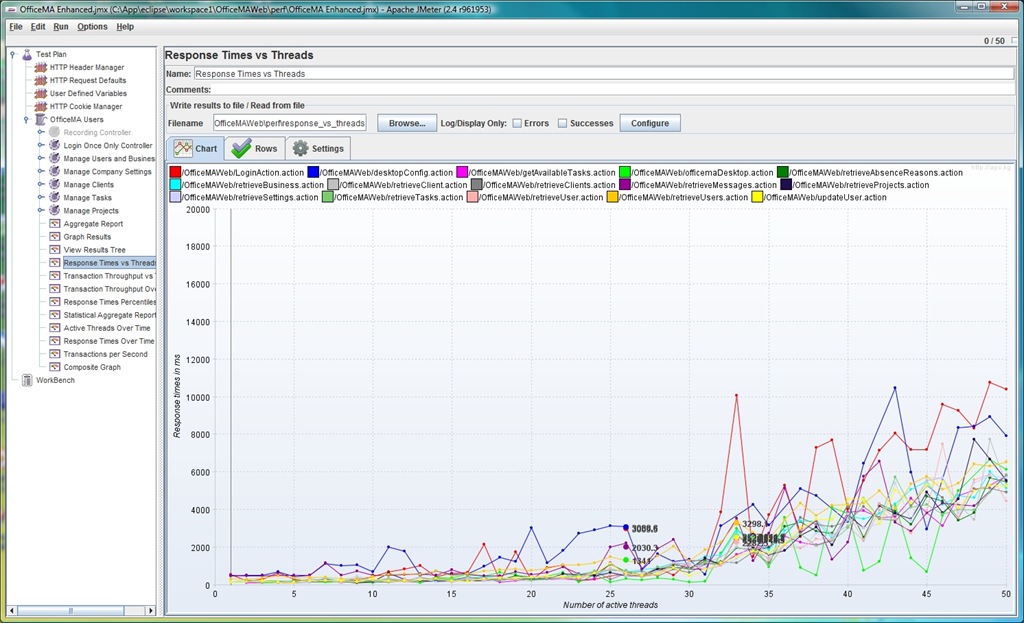 OfficeMA Enhanced.jmx (C:\App\eclipse\workspace1\OfficeMAWeb\perf\OfficeMA Enhanced.jmx) - Apache JMeter (2.4 r961953)
File Edit Run Options Help
0 / 50
Test Plan
HTTP Header Manager
HTTP Request Defaults
User Defined Variables
HTTP Cookie Manager
OfficeMA Users
Recording Controller
Login Once Only Controller
Manage Users and Business
Manage Company Settings
Manage Clients
Manage Tasks
Manage Projects
Aggregate Report
Graph Results
View Results Tree
Response Times vs Threads
Transaction Throughput vs
Transaction Throughput Ove
Response Times Percentiles
Statistical Aggregate Report
Active Threads Over Time
Response Times Over Time
Transactions per Second
Composite Graph
WorkBench
Response Times vs Threads
Name: Response Times vs Threads
Comments:
Write results to file / Read from file
Filename OfficeMAWeb\perf\response_vs_threads Browse... Log/Display Only: Errors Successes Configure
Chart Rows Settings
/OfficeMAWeb/LoginAction.action /OfficeMAWeb/desktopConfig.action /OfficeMAWeb/getAvailableTasks.action /OfficeMAWeb/officemaDesktop.action /OfficeMAWeb/retrieveAbsenceReasons.action
/OfficeMAWeb/retrieveBusiness.action /OfficeMAWeb/retrieveClient.action /OfficeMAWeb/retrieveClients.action /OfficeMAWeb/retrieveMessages.action /OfficeMAWeb/retrieveProjects.action
/OfficeMAWeb/retrieveSettings.action /OfficeMAWeb/retrieveTasks.action /OfficeMAWeb/retrieveUser.action /OfficeMAWeb/retrieveUsers.action /OfficeMAWeb/updateUser.action
20000
18000
16000
14000
12000
10000
8000
6000
4000
2000
0
Response times in ms
2030.3
1341
3298.
0 5 10 15 20 25 30 35 40 45 50
Number of active threads